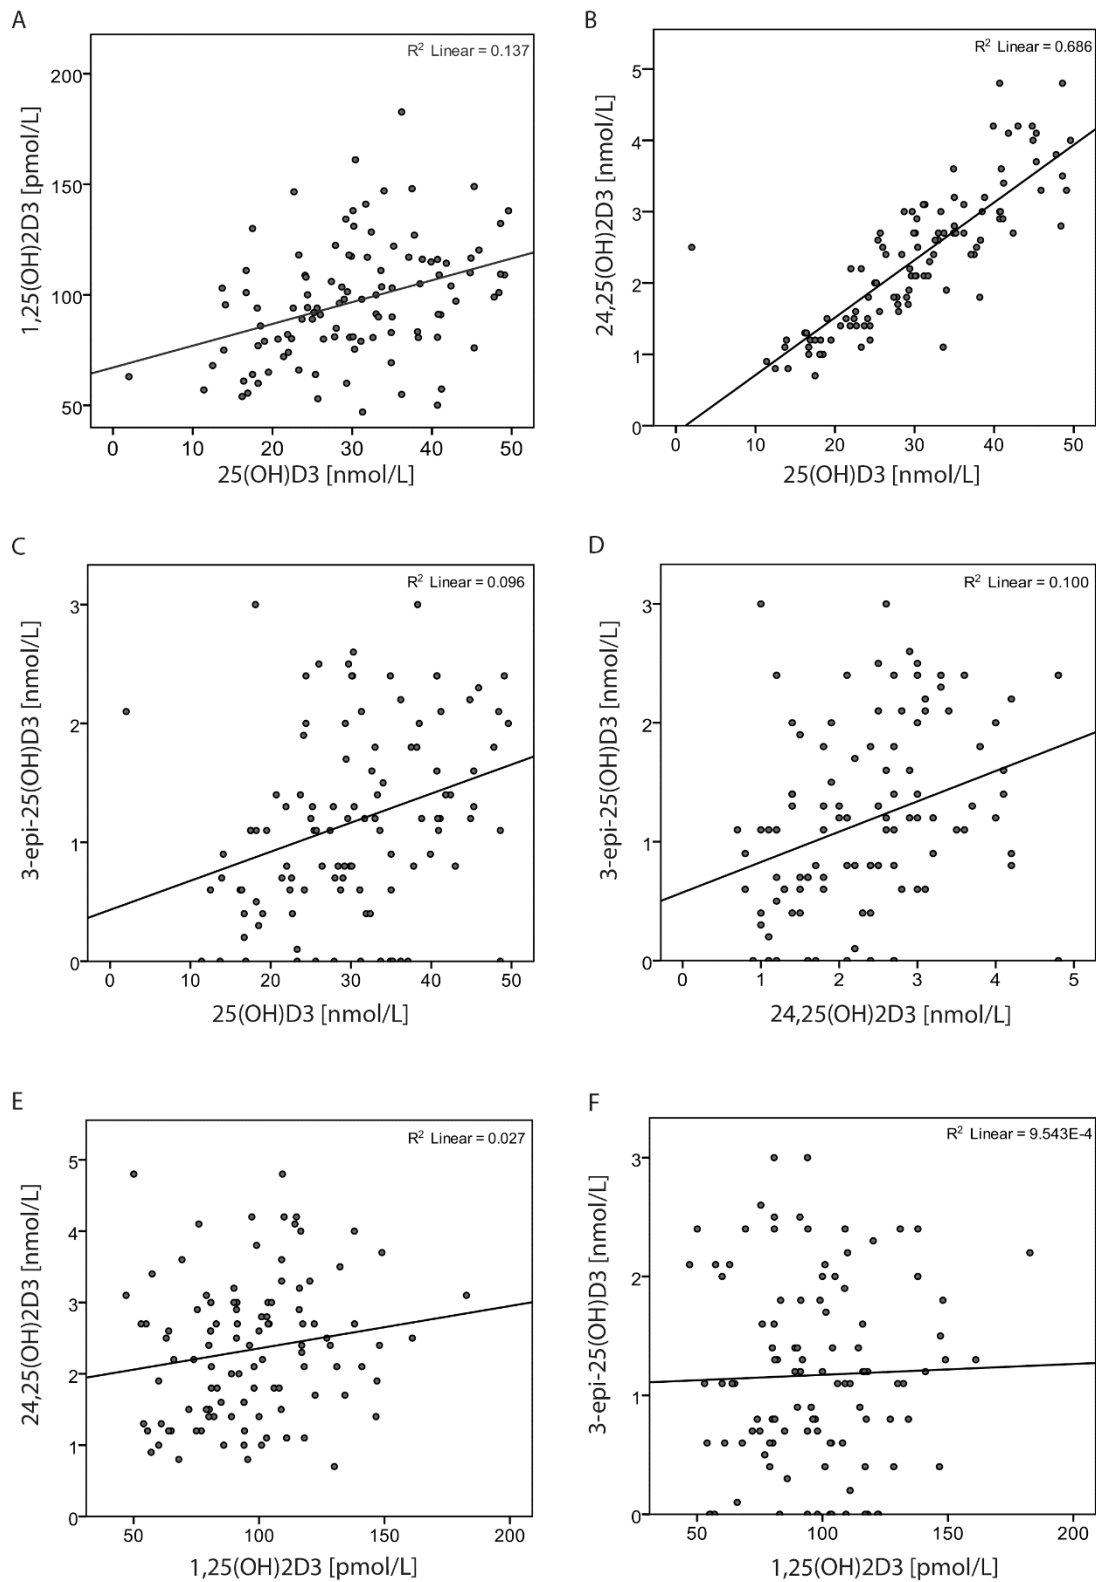 A
R² Linear = 0.137
1,25(OH)2D3 [pmol/L]
200
150
100
50
0 10 20 30 40 50
25(OH)D3 [nmol/L]
B
R² Linear = 0.686
24,25(OH)2D3 [nmol/L]
5
4
3
2
1
0
0 10 20 30 40 50
25(OH)D3 [nmol/L]
C
R² Linear = 0.096
3-epi-25(OH)D3 [nmol/L]
3
2
1
0
0 10 20 30 40 50
25(OH)D3 [nmol/L]
D
R² Linear = 0.100
3-epi-25(OH)D3 [nmol/L]
3
2
1
0
0 1 2 3 4 5
24,25(OH)2D3 [nmol/L]
E
R² Linear = 0.027
24,25(OH)2D3 [nmol/L]
5
4
3
2
1
0
50 100 150 200
1,25(OH)2D3 [pmol/L]
F
R² Linear = 9.543E-4
3-epi-25(OH)D3 [nmol/L]
3
2
1
0
50 100 150 200
1,25(OH)2D3 [pmol/L]